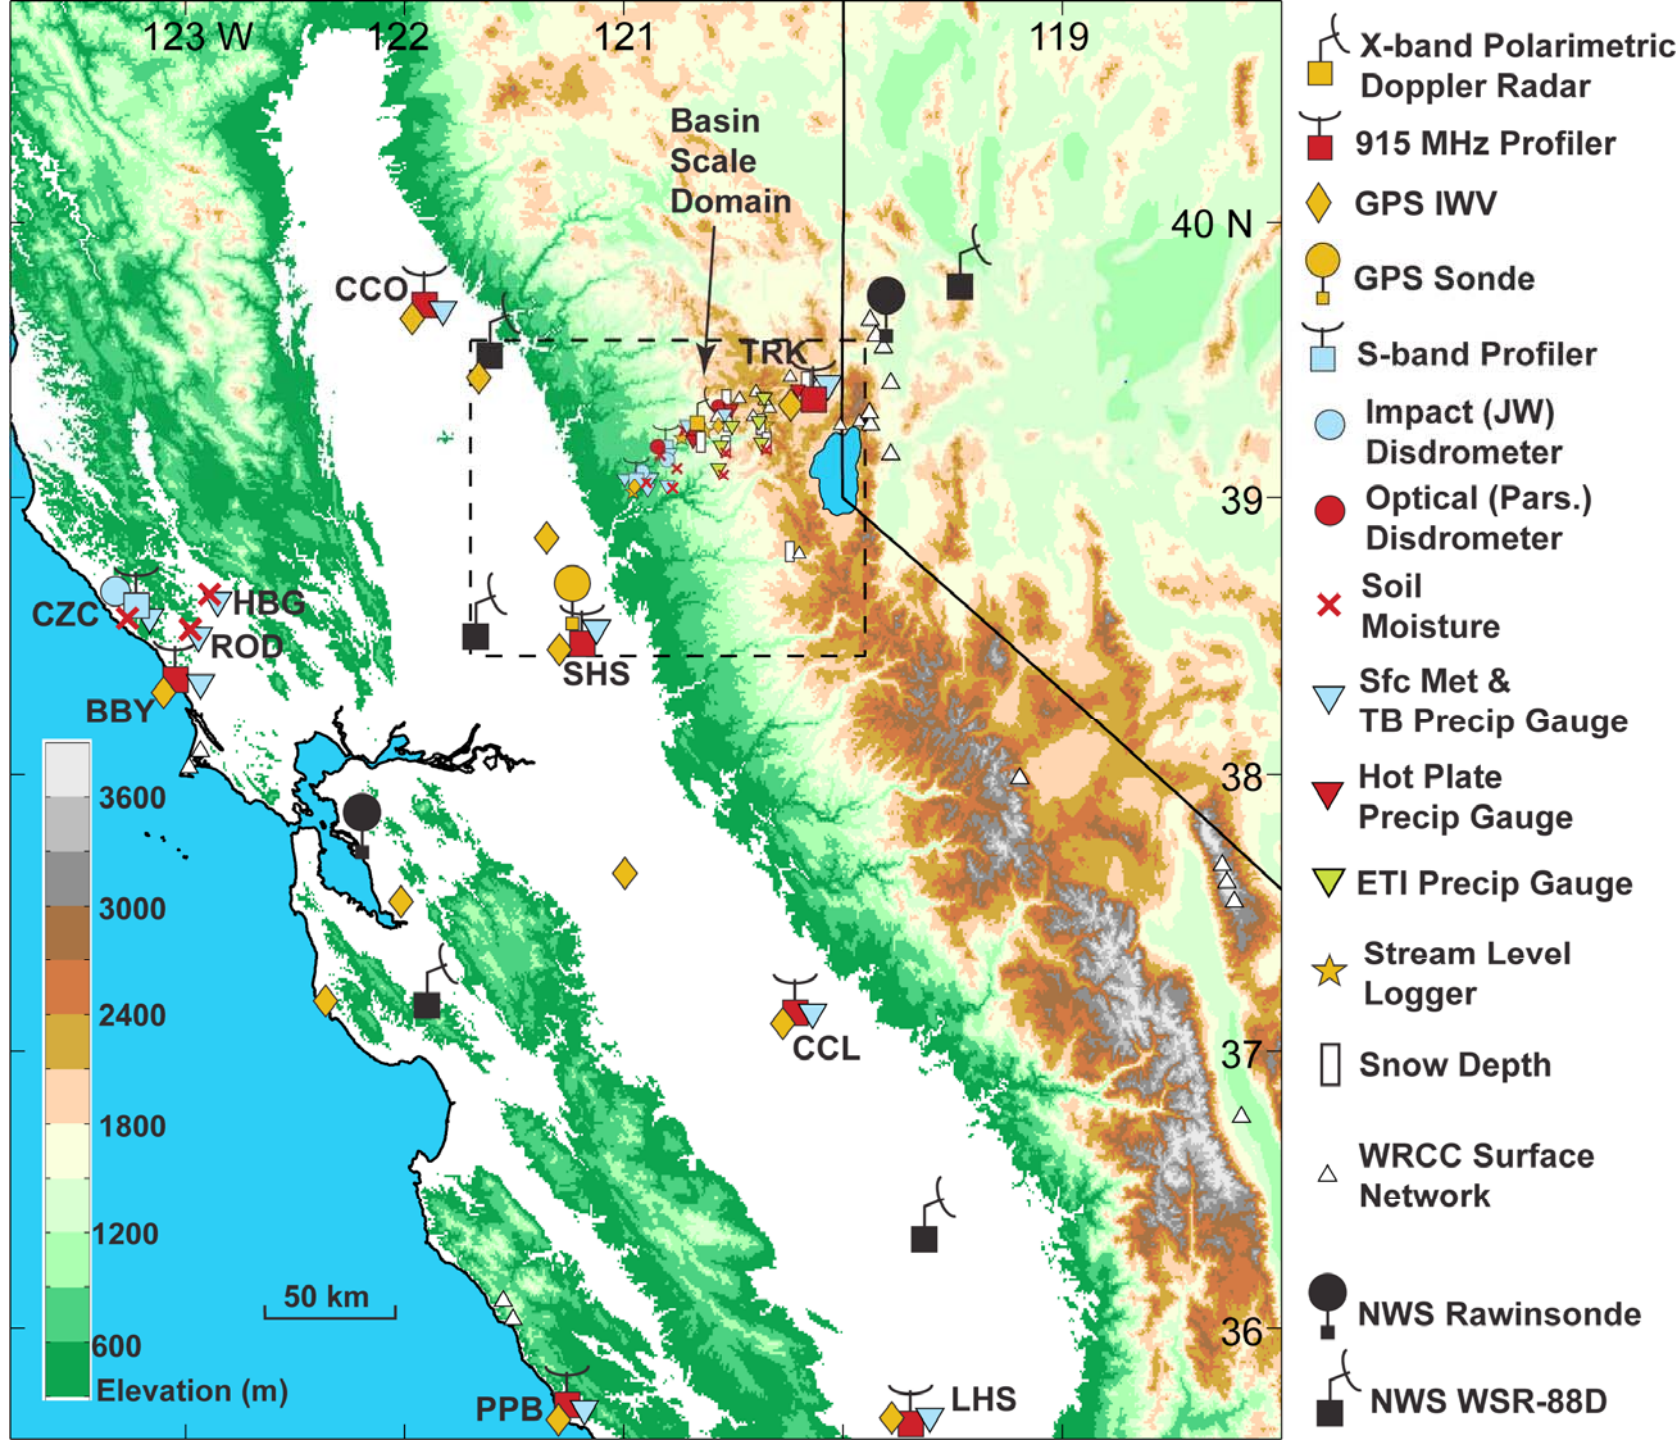 123 W
122
121
119
Basin
Scale
Domain
40 N
CCO
TRK
39
CZC
HBG
ROD
SHS
BBY
38
3600
3000
2400
1800
1200
600
Elevation (m)
CCL
37
50 km
36
PPB
LHS
X-band Polarimetric
Doppler Radar
915 MHz Profiler
GPS IWV
GPS Sonde
S-band Profiler
Impact (JW)
Disdrometer
Optical (Pars.)
Disdrometer
Soil
Moisture
Sfc Met &
TB Precip Gauge
Hot Plate
Precip Gauge
ETI Precip Gauge
Stream Level
Logger
Snow Depth
WRCC Surface
Network
NWS Rawinsonde
NWS WSR-88D